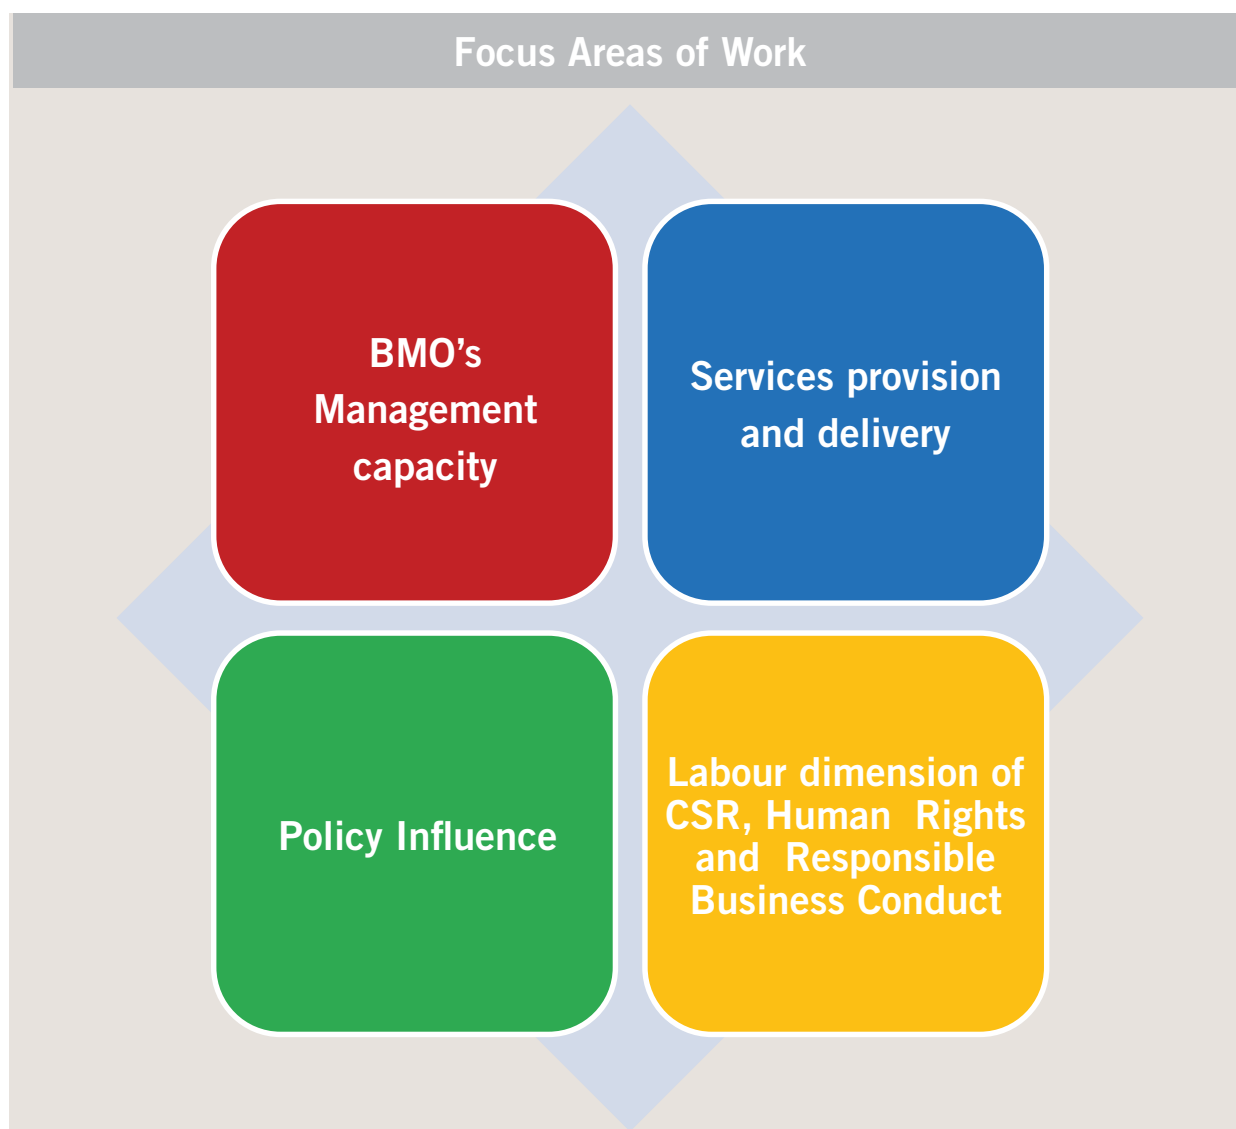 Focus Areas of Work
BMO’s
Management
capacity
Services provision
and delivery
Policy Influence
Labour dimension of
CSR, Human Rights
and Responsible
Business Conduct